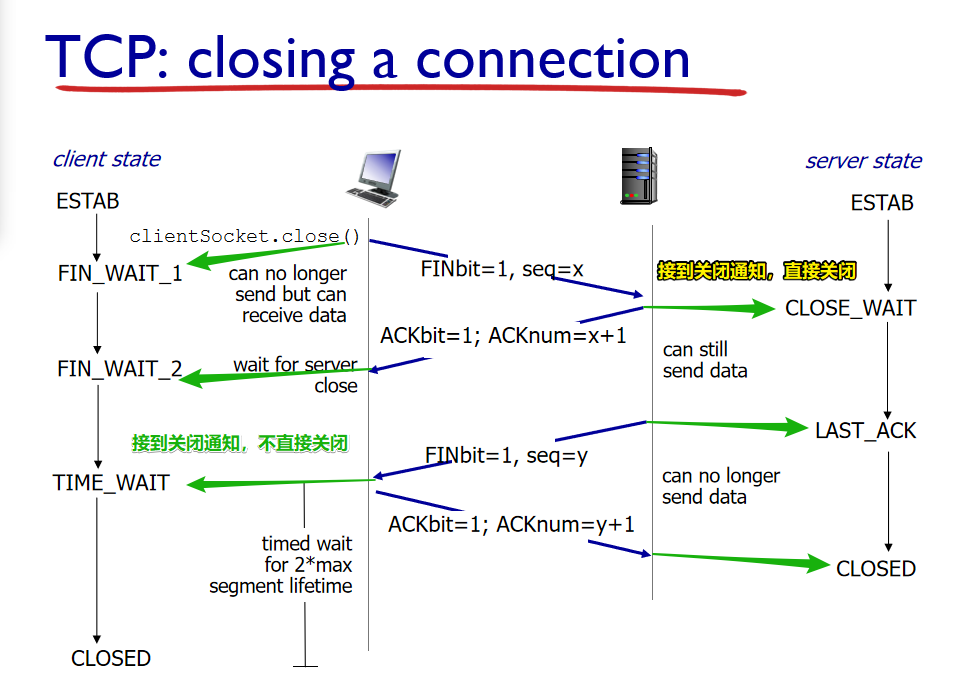 TCP: closing a connection
client state
server state
ESTAB
ESTAB
clientSocket.close()
FIN_WAIT_1
can no longer
send but can
receive data
FINbit=1, seq=x
接到关闭通知，直接关闭
CLOSE_WAIT
ACKbit=1; ACKnum=x+1
can still
send data
FIN_WAIT_2
wait for server
close
接到关闭通知，不直接关闭
LAST_ACK
FINbit=1, seq=y
can no longer
send data
TIME_WAIT
ACKbit=1; ACKnum=y+1
timed wait
for 2*max
segment lifetime
CLOSED
CLOSED